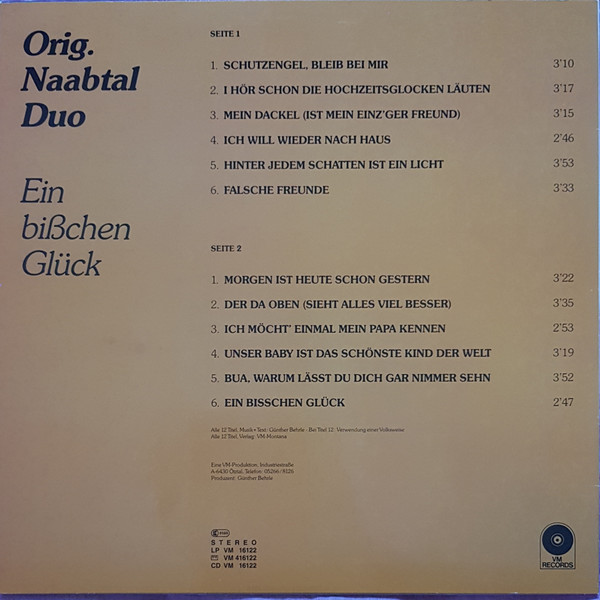 Orig.
Naabtal
Duo
Ein
bißchen
Glück
SEITE 1
1. SCHUTZENGEL, BLEIB BEI MIR 3'10
2. I HÖR SCHON DIE HOCHZEITSGLOCKEN LÄUTEN 3'17
3. MEIN DACKEL (IST MEIN EINZ'GER FREUND) 3'15
4. ICH WILL WIEDER NACH HAUS 2'46
5. HINTER JEDEM SCHATTEN IST EIN LICHT 3'53
6. FALSCHE FREUNDE 3'33
SEITE 2
1. MORGEN IST HEUTE SCHON GESTERN 3'22
2. DER DA OBEN (SIEHT ALLES VIEL BESSER) 3'35
3. ICH MÖCHT' EINMAL MEIN PAPA KENNEN 2'53
4. UNSER BABY IST DAS SCHÖNSTE KIND DER WELT 3'19
5. BUA, WARUM LÄSST DU DICH GAR NIMMER SEHN 3'52
6. EIN BISSCHEN GLÜCK 2'47
Alle 12 Titel, Musik + Text: Günther Behrle · Bei Titel 12: Verwendung einer Volksweise
Alle 12 Titel, Verlag: VM-Montana
Eine VM-Produktion, Industriestraße
A-6430 Ötztal, Telefon: 05266 / 8126
Produzent: Günther Behrle
STEREO
LP VM 16122
VM 416122
CD VM 16122
VM
RECORDS